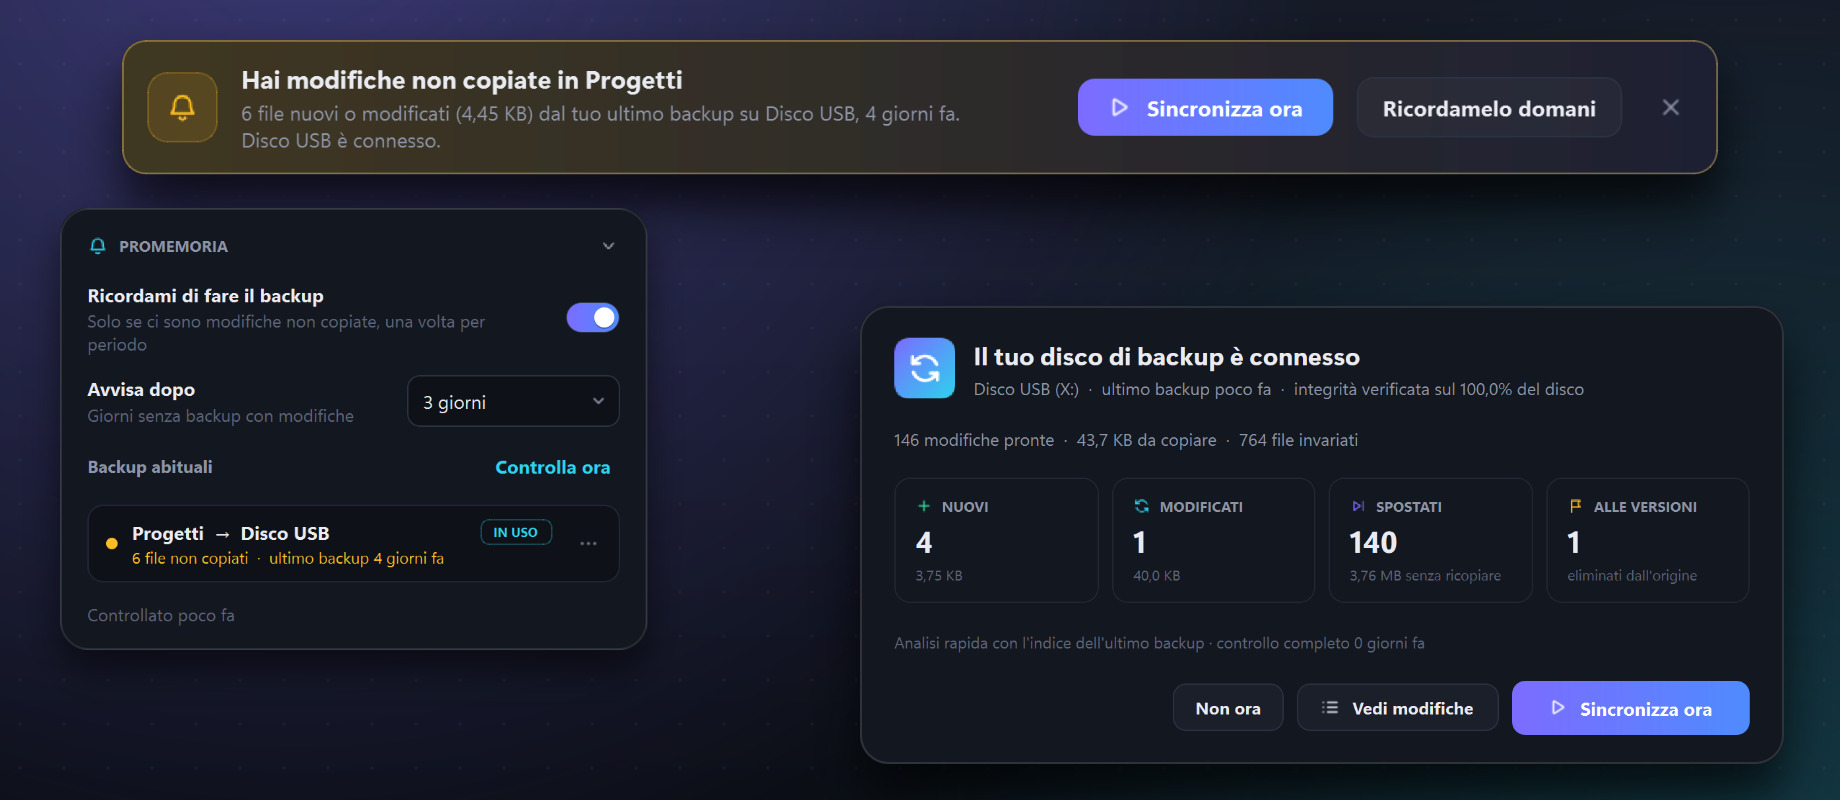 Hai modifiche non copiate in Progetti
6 file nuovi o modificati (4,45 KB) dal tuo ultimo backup su Disco USB, 4 giorni fa.
Disco USB è connesso.
Sincronizza ora
Ricordamelo domani
PROMEMORIA
Ricordami di fare il backup
Solo se ci sono modifiche non copiate, una volta per
periodo
Avvisa dopo
Giorni senza backup con modifiche
3 giorni
Backup abituali
Controlla ora
Progetti → Disco USB
IN USO
6 file non copiati · ultimo backup 4 giorni fa
Controllato poco fa
Il tuo disco di backup è connesso
Disco USB (X:) · ultimo backup poco fa · integrità verificata sul 100,0% del disco
146 modifiche pronte · 43,7 KB da copiare · 764 file invariati
NUOVI
4
3,75 KB
MODIFICATI
1
40,0 KB
SPOSTATI
140
3,76 MB senza ricopiare
ALLE VERSIONI
1
eliminati dall'origine
Analisi rapida con l'indice dell'ultimo backup · controllo completo 0 giorni fa
Non ora
Vedi modifiche
Sincronizza ora